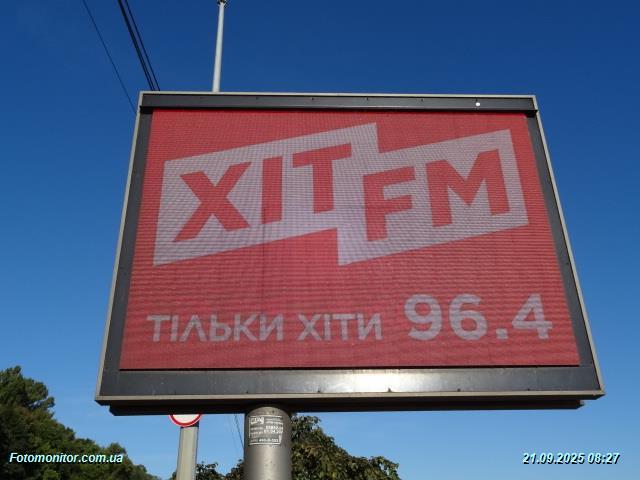 ХІТ FM
ТІЛЬКИ ХІТИ 96.4
Fotomonitor.com.ua
21.09.2025 08:27